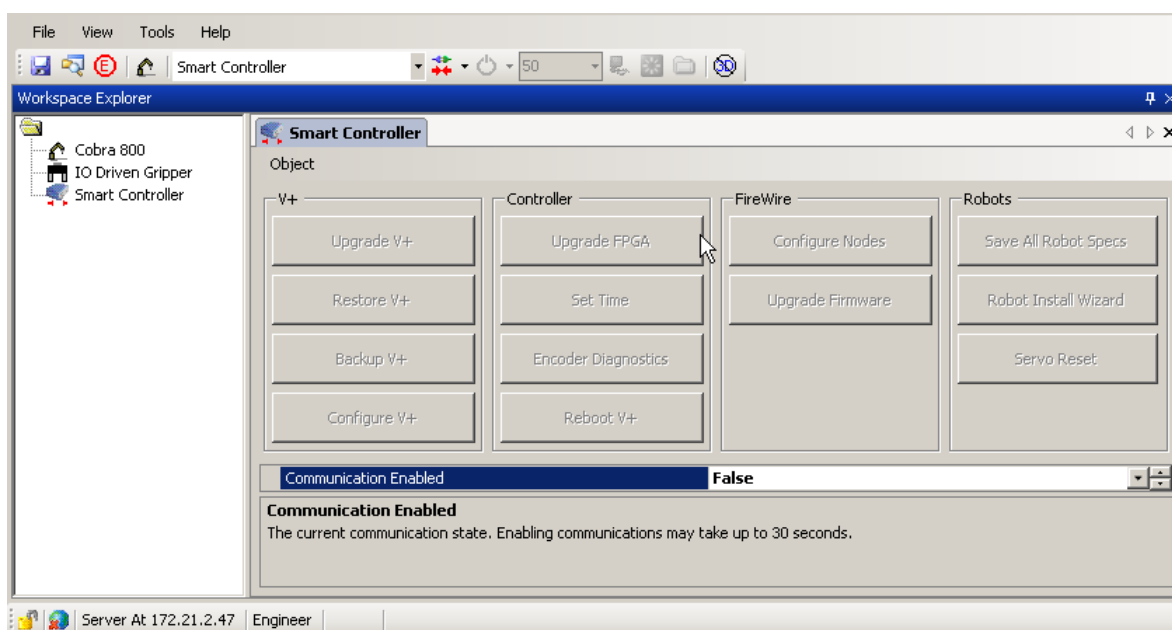 File View Tools Help
E Smart Controller 50 3D
Workspace Explorer
Cobra 800
IO Driven Gripper
Smart Controller
Smart Controller
Object
V+ Controller FireWire Robots
Upgrade V+ Upgrade FPGA Configure Nodes Save All Robot Specs
Restore V+ Set Time Upgrade Firmware Robot Install Wizard
Backup V+ Encoder Diagnostics Servo Reset
Configure V+ Reboot V+
Communication Enabled False
Communication Enabled
The current communication state. Enabling communications may take up to 30 seconds.
Server At 172.21.2.47 Engineer